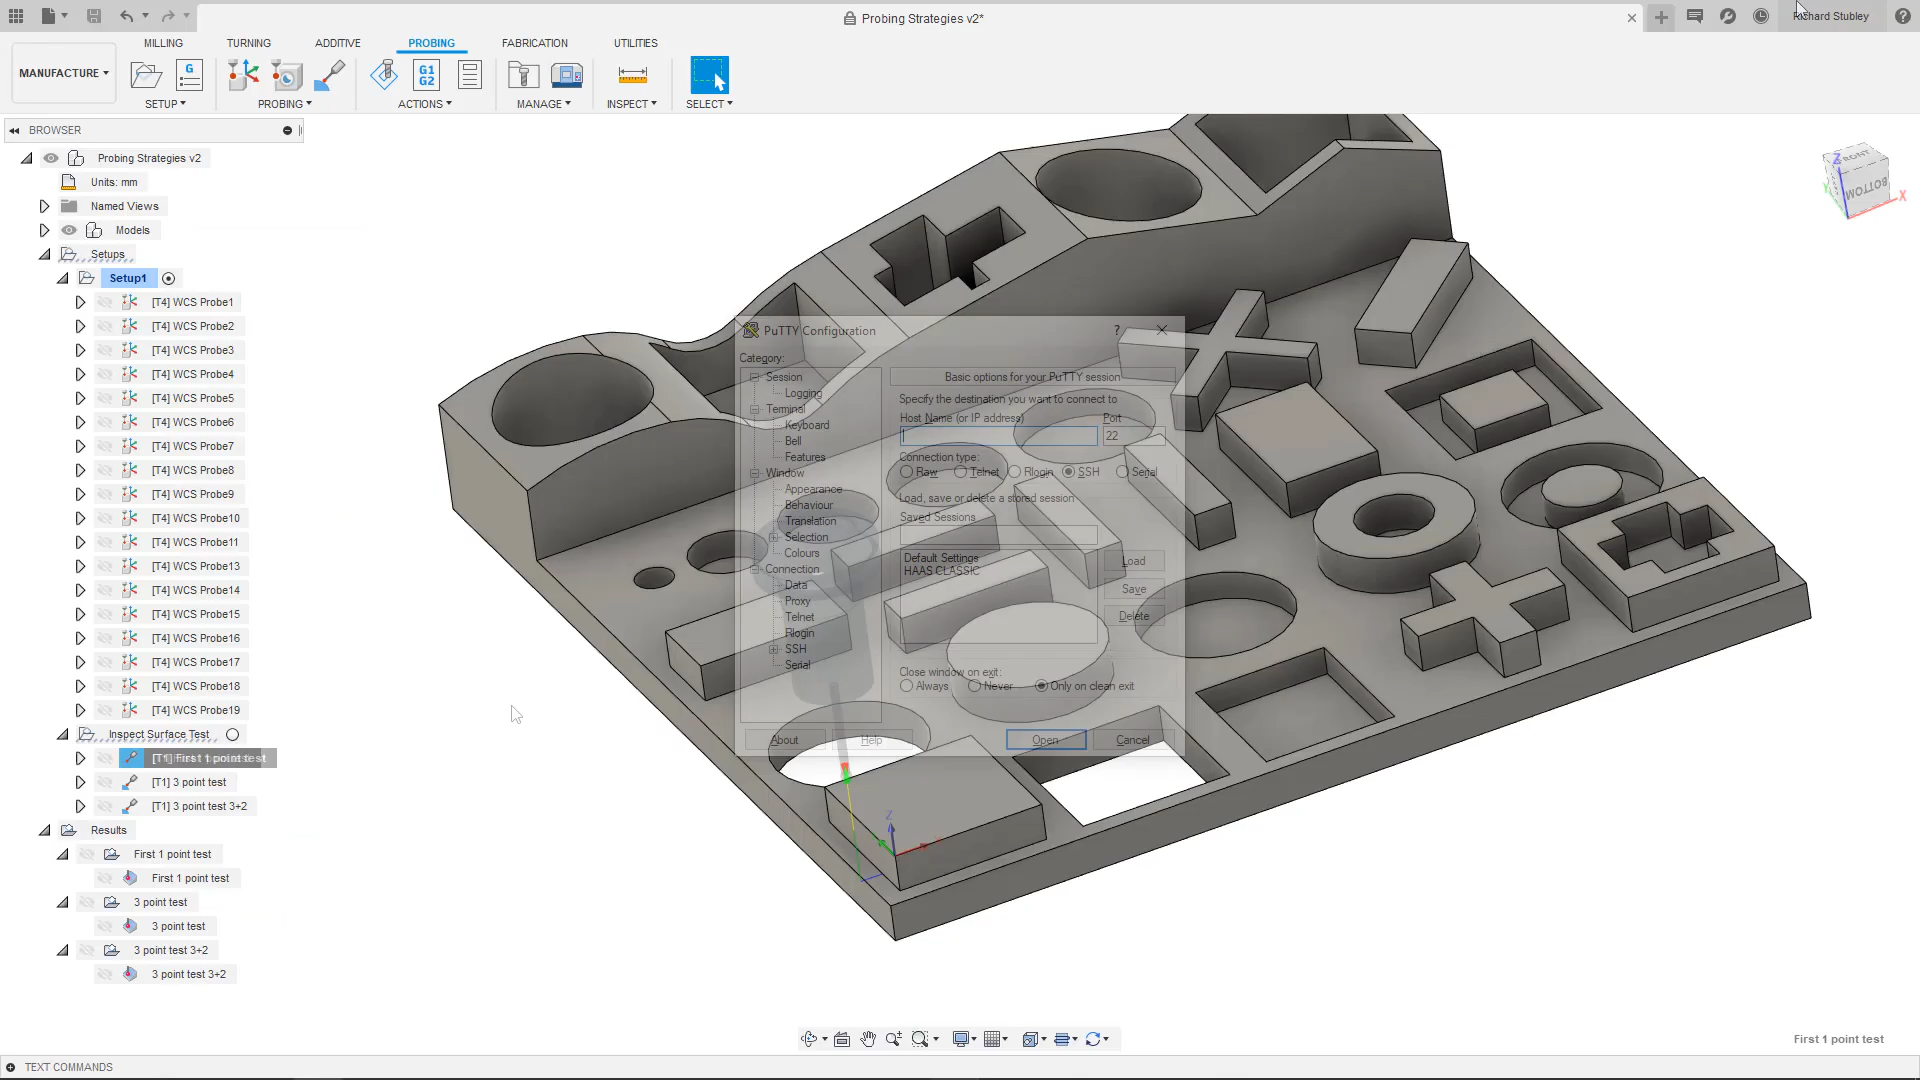 Probing Strategies v2*
Richard Stubley
MILLING
TURNING
ADDITIVE
PROBING
FABRICATION
UTILITIES
MANUFACTURE
G
G1
G2
SETUP
PROBING
ACTIONS
MANAGE
INSPECT
SELECT
BROWSER
Probing Strategies v2
Units: mm
Named Views
Models
Setups
Setup1
[T4] WCS Probe1
[T4] WCS Probe2
[T4] WCS Probe3
[T4] WCS Probe4
[T4] WCS Probe5
[T4] WCS Probe6
[T4] WCS Probe7
[T4] WCS Probe8
[T4] WCS Probe9
[T4] WCS Probe10
[T4] WCS Probe11
[T4] WCS Probe13
[T4] WCS Probe14
[T4] WCS Probe15
[T4] WCS Probe16
[T4] WCS Probe17
[T4] WCS Probe18
[T4] WCS Probe19
Inspect Surface Test
[T1] First 1 point test
[T1] 3 point test
[T1] 3 point test 3+2
Results
First 1 point test
First 1 point test
3 point test
3 point test
3 point test 3+2
3 point test 3+2
PuTTY Configuration
?
Category:
Session
Logging
Terminal
Keyboard
Bell
Features
Window
Appearance
Behaviour
Translation
Selection
Colours
Connection
Data
Proxy
Telnet
Rlogin
SSH
Serial
Basic options for your PuTTY session
Specify the destination you want to connect to
Host Name (or IP address)
Port
22
Connection type:
Raw
Telnet
Rlogin
SSH
Serial
Load, save or delete a stored session
Saved Sessions
Default Settings
HAAS CLASSIC
Load
Save
Delete
Close window on exit:
Always
Never
Only on clean exit
About
Help
Open
Cancel
Z
FRONT
BOTTOM
Y
X
Z
First 1 point test
TEXT COMMANDS